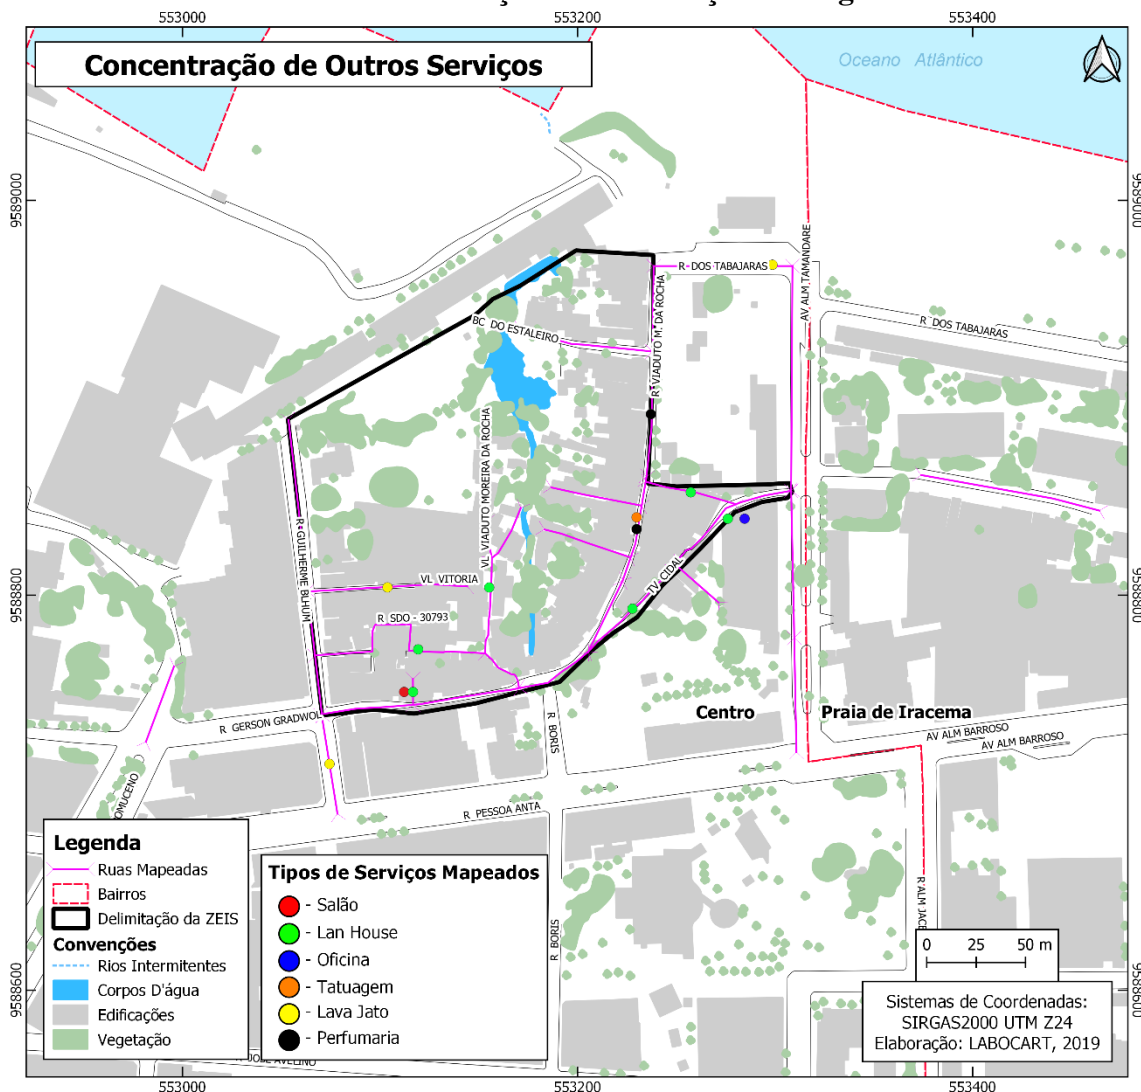 553000
553200
553400
Concentração de Outros Serviços
Oceano Atlântico
9589000
9589000
R DOS TABAJARAS
AV ALM TAMANDARE
R VIADUTO M. DA ROCHA
BC DO ESTALEIRO
R DOS TABAJARAS
VL VIADUTO MOREIRA DA ROCHA
R GUILHERME BLHUM
VL VITORIA
TV CIDAL
9588800
9588800
R SDO - 30793
R GERSON GRADWOL
R BORIS
Centro
Praia de Iracema
AV ALM BARROSO
AV ALM BARROSO
OMUCENO
R PESSOA ANTA
R BORIS
R ALM JACE
Legenda
Ruas Mapeadas
Bairros
Delimitação da ZEIS
Convenções
Rios Intermitentes
Corpos D'água
Edificações
Vegetação
Tipos de Serviços Mapeados
- Salão
- Lan House
- Oficina
- Tatuagem
- Lava Jato
- Perfumaria
0 25 50 m
9588600
9588600
Sistemas de Coordenadas:
SIRGAS2000 UTM Z24
Elaboração: LABOCART, 2019
R JOSE AVELINO
553000
553200
553400